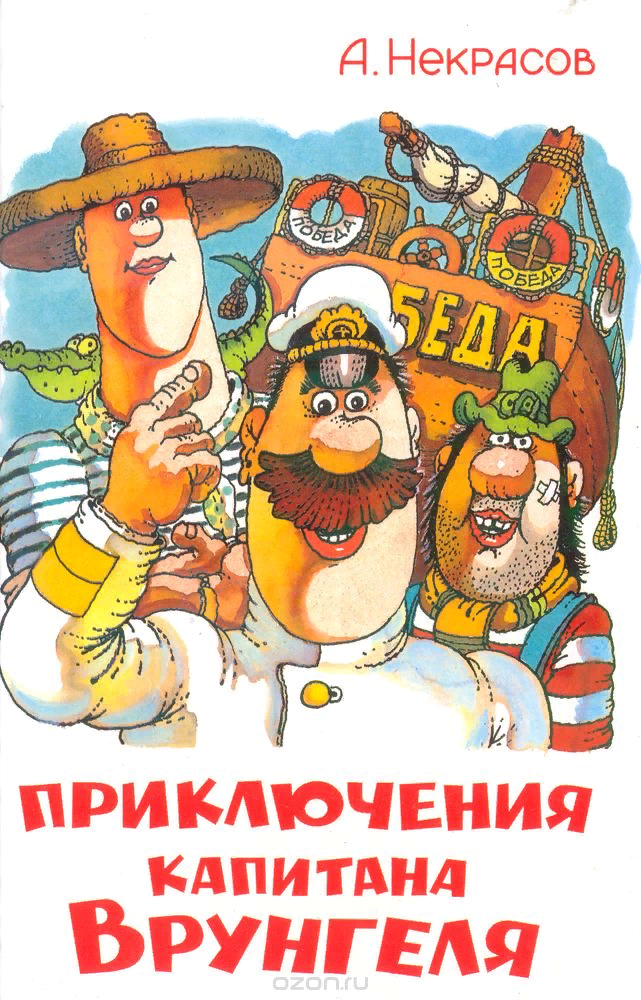 А. Некрасов
ПОБЕДА
ПОБЕДА
БЕДА
ПРИКЛЮЧЕНИЯ
КАПИТАНА
ВРУНГЕЛЯ
ozon.ru